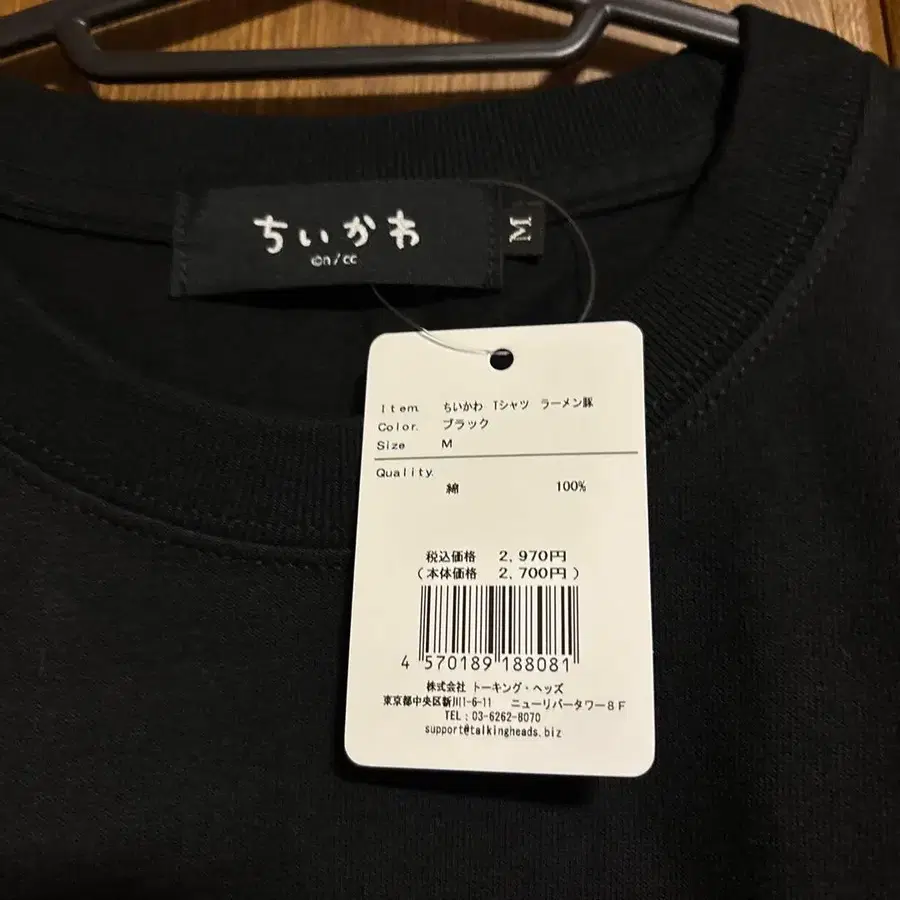 ちいかわ
©n/cc
M
Item. ちいかわ Tシャツ ラーメン豚
Color. ブラック
Size M
Quality.
綿 100%
税込価格 2,970円
(本体価格 2,700円)
4 570189 188081
株式会社 トーキング・ヘッズ
東京都中央区新川1-6-11 ニューリバータワー8F
TEL:03-6262-8070
support@talkingheads.biz